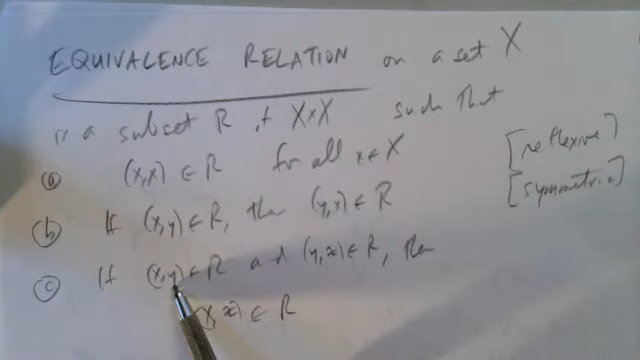 EQUIVALENCE RELATION on a set X
is a subset R of X×X such that
(a) (x,x) ∈ R for all x ∈ X [reflexive]
(b) If (x,y) ∈ R, then (y,x) ∈ R [symmetric]
(c) If (x,y) ∈ R and (y,z) ∈ R, then
(x z) ∈ R